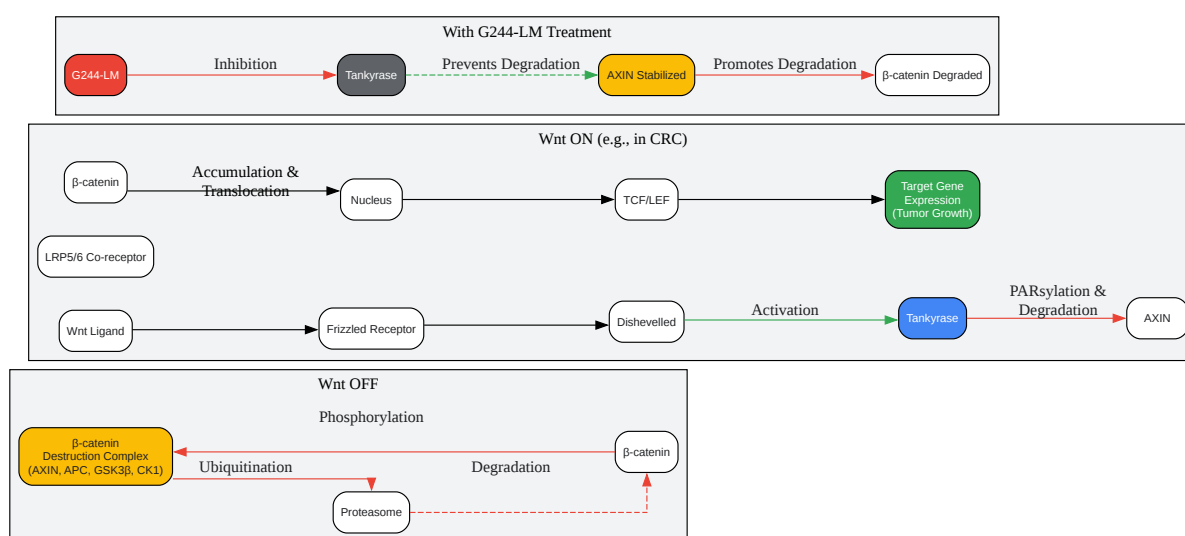 With G244-LM Treatment
G244-LM
Inhibition
Tankyrase
Prevents Degradation
AXIN Stabilized
Promotes Degradation
β-catenin Degraded
Wnt ON (e.g., in CRC)
β-catenin
Accumulation &
Translocation
Nucleus
TCF/LEF
Target Gene
Expression
(Tumor Growth)
LRP5/6 Co-receptor
Wnt Ligand
Frizzled Receptor
Dishevelled
Activation
Tankyrase
PARsylation &
Degradation
AXIN
Wnt OFF
Phosphorylation
β-catenin
Destruction Complex
(AXIN, APC, GSK3β, CK1)
Ubiquitination
Degradation
β-catenin
Proteasome